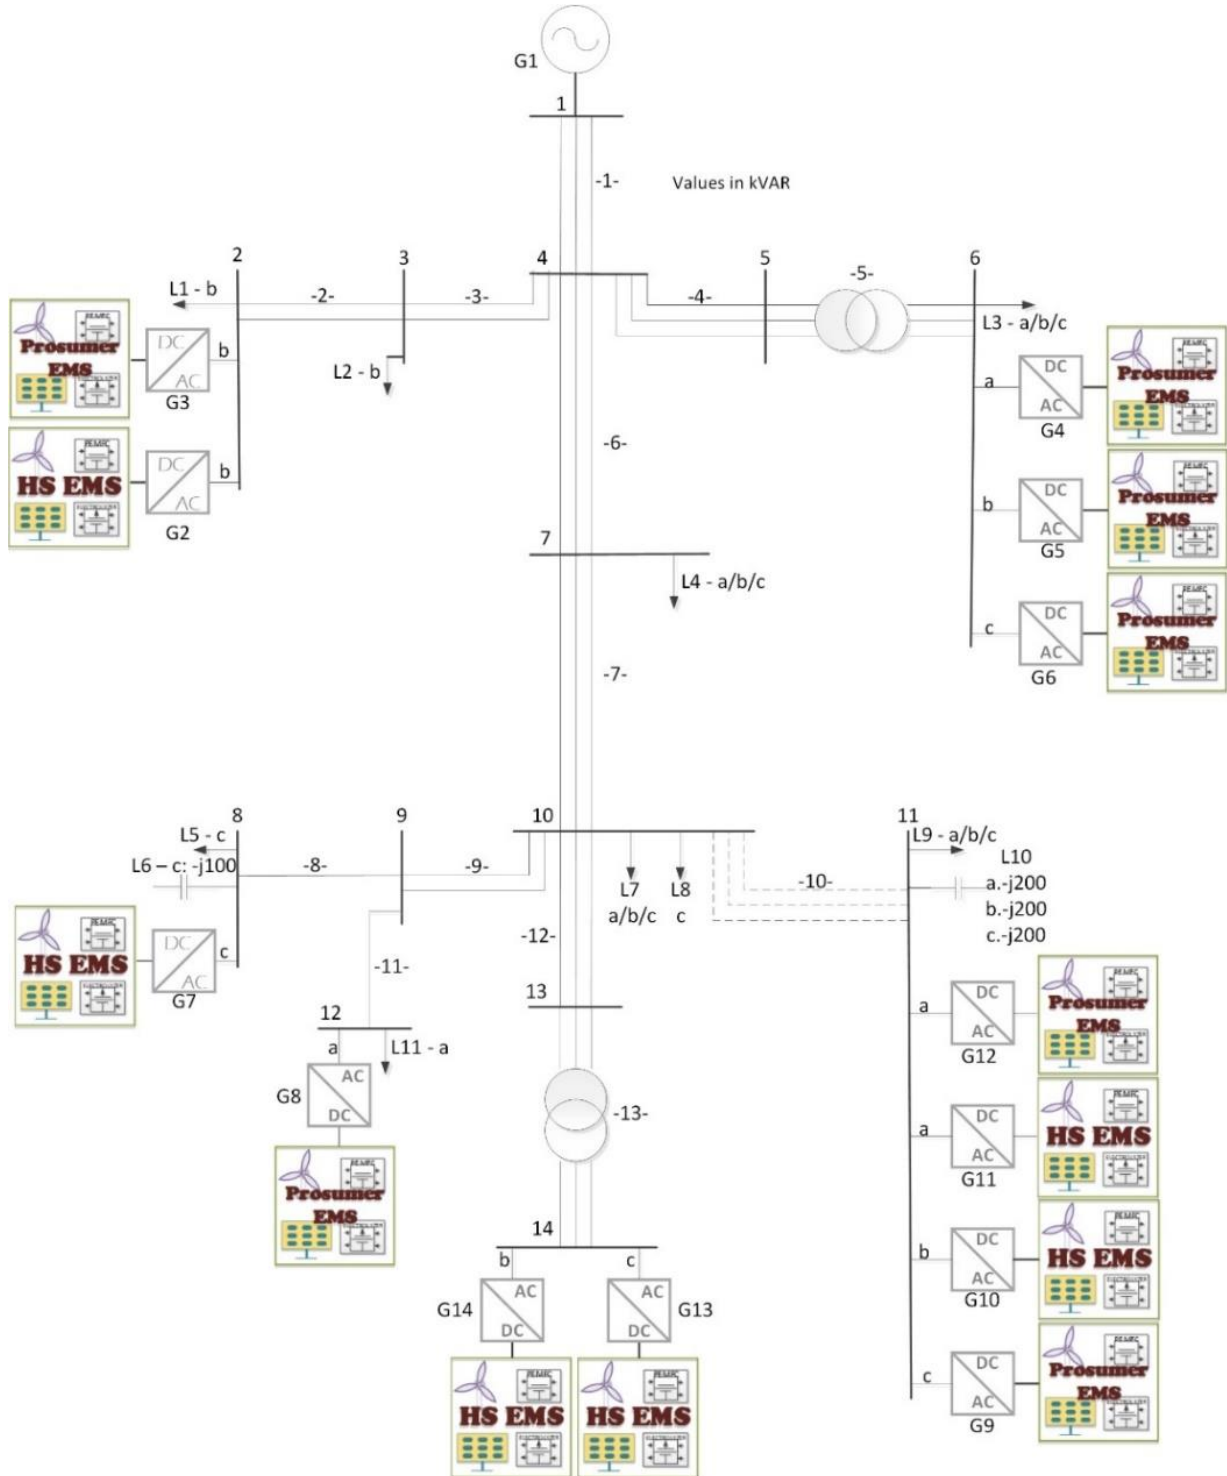 G1
1
-1-
Values in kVAR
2
3
4
5
6
-5-
L1 - b
-2-
-3-
-4-
L3 - a/b/c
Prosumer
EMS
DC
AC
b
G3
L2 - b
a
DC
AC
G4
Prosumer
EMS
HS EMS
DC
AC
b
G2
-6-
b
DC
AC
G5
Prosumer
EMS
7
L4 - a/b/c
c
DC
AC
G6
Prosumer
EMS
-7-
8
9
10
11
L5 - c
L9 - a/b/c
L6 – c: -j100
-8-
-9-
L7
a/b/c
L8
c
-10-
L10
a.-j200
b.-j200
c.-j200
HS EMS
DC
AC
c
G7
-11-
-12-
12
13
a
DC
AC
G12
Prosumer
EMS
a
L11 - a
G8
AC
DC
Prosumer
EMS
-13-
a
DC
AC
G11
HS EMS
14
b
c
b
DC
AC
G10
HS EMS
G14
AC
DC
AC
DC
G13
HS EMS
HS EMS
c
DC
AC
G9
Prosumer
EMS